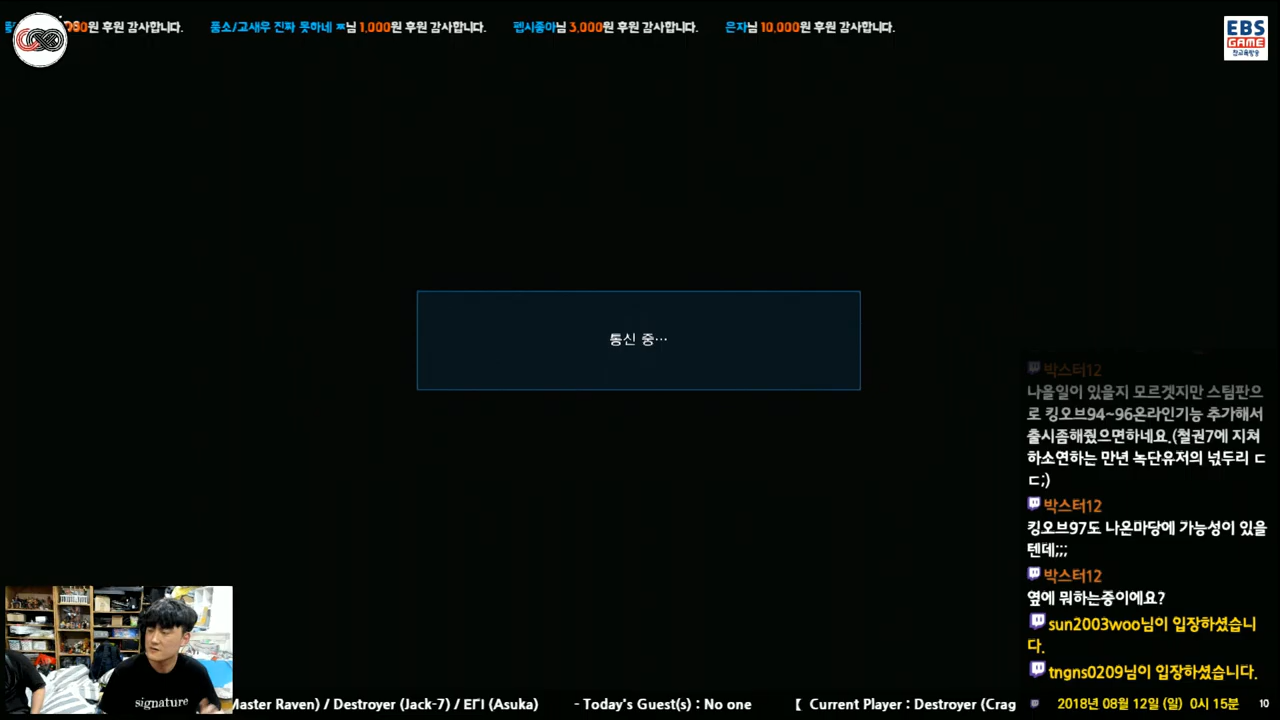 000원 후원 감사합니다. 풍소/고새우 진짜 못하네 ㅉ님 1,000원 후원 감사합니다. 펩시좋아님 3,000원 후원 감사합니다. 은자님 10,000원 후원 감사합니다.
EBS
GAME
통신 중…
박스터12
나올일이 있을지 모르겟지만 스팀판으
로 킹오브94~96온라인기능 추가해서
출시좀해줬으면하네요.(철권7에 지쳐
하소연하는 만년 녹단유저의 넋두리 ㄷ
ㄷ;)
박스터12
킹오브97도 나온마당에 가능성이 있을
텐데;;;
박스터12
옆에 뭐하는중이에요?
sun2003woo님이 입장하셨습니
다.
tngns0209님이 입장하셨습니다.
signature
Master Raven) / Destroyer (Jack-7) / EГI (Asuka) - Today's Guest(s) : No one 【 Current Player : Destroyer (Crag
2018년 08월 12일 (일) 0시 15분 10